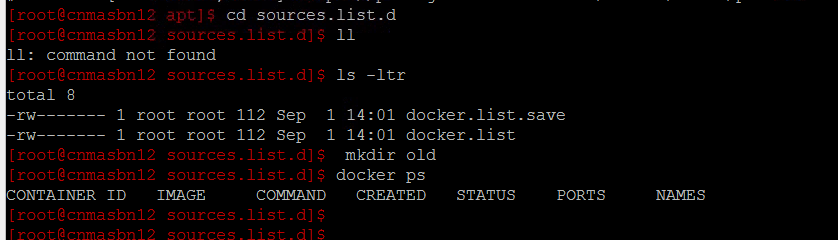 [root@cnmasbn12 apt]$ cd sources.list.d
[root@cnmasbn12 sources.list.d]$ ll
ll: command not found
[root@cnmasbn12 sources.list.d]$ ls -ltr
total 8
-rw------- 1 root root 112 Sep  1 14:01 docker.list.save
-rw------- 1 root root 112 Sep  1 14:01 docker.list
[root@cnmasbn12 sources.list.d]$  mkdir old
[root@cnmasbn12 sources.list.d]$ docker ps
CONTAINER ID   IMAGE     COMMAND   CREATED   STATUS    PORTS     NAMES
[root@cnmasbn12 sources.list.d]$
[root@cnmasbn12 sources.list.d]$